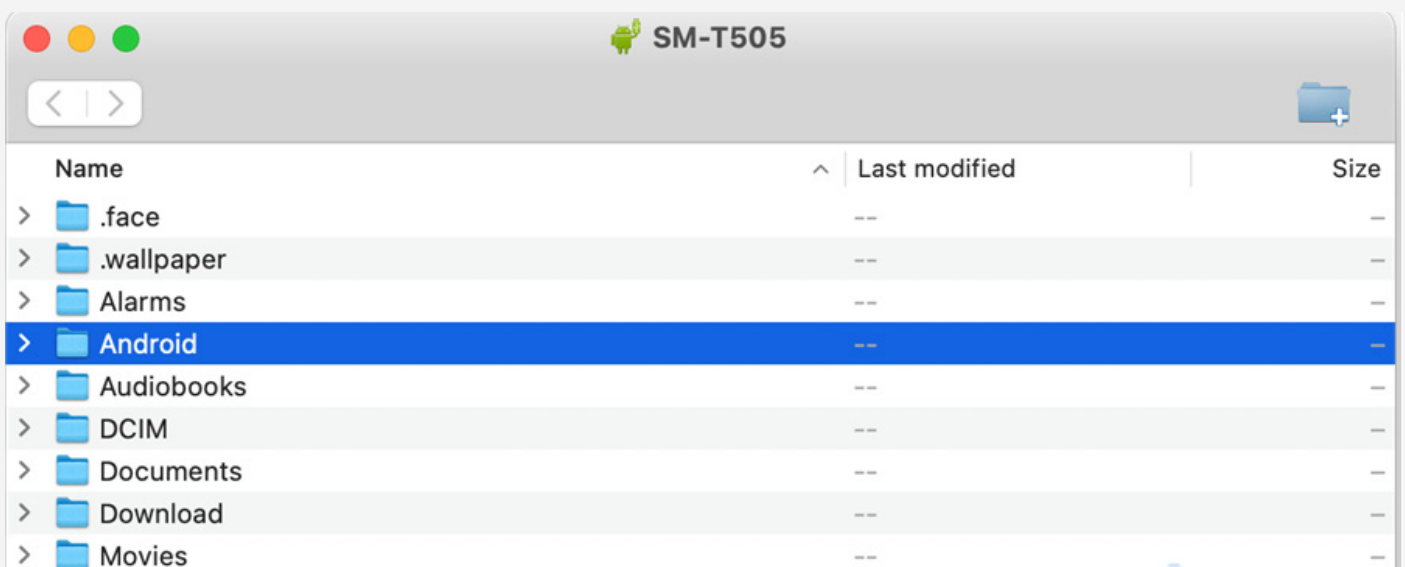 SM-T505
Name Last modified Size
.face -- –
.wallpaper -- –
Alarms -- –
Android -- –
Audiobooks -- –
DCIM -- –
Documents -- –
Download -- –
Movies -- –